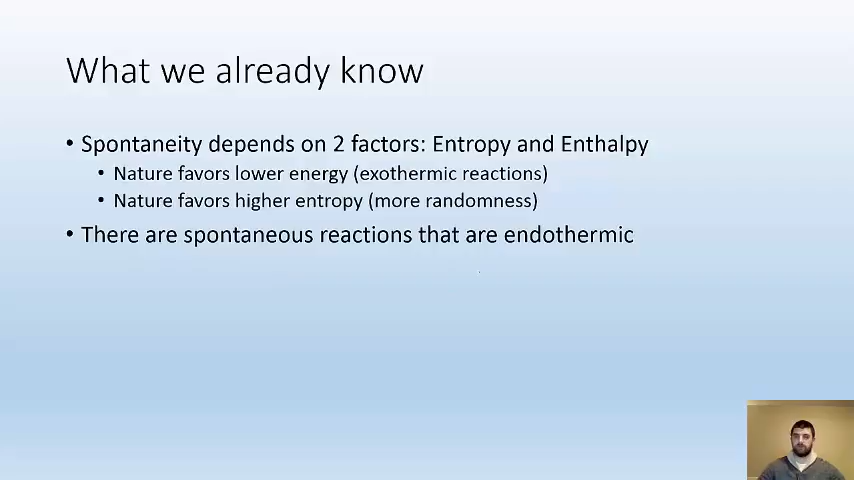 What we already know
• Spontaneity depends on 2 factors: Entropy and Enthalpy
• Nature favors lower energy (exothermic reactions)
• Nature favors higher entropy (more randomness)
• There are spontaneous reactions that are endothermic